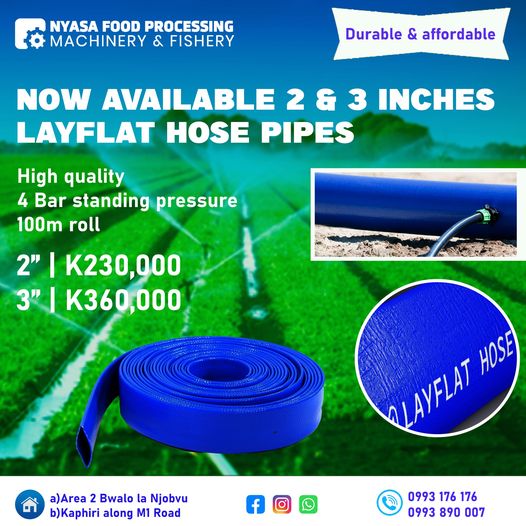 NYASA FOOD PROCESSING
MACHINERY & FISHERY
Durable & affordable
NOW AVAILABLE 2 & 3 INCHES
LAYFLAT HOSE PIPES
High quality
4 Bar standing pressure
100m roll
2” | K230,000
3” | K360,000
LAYFLAT HOSE
a)Area 2 Bwalo la Njobvu
b)Kaphiri along M1 Road
0993 176 176
0993 890 007